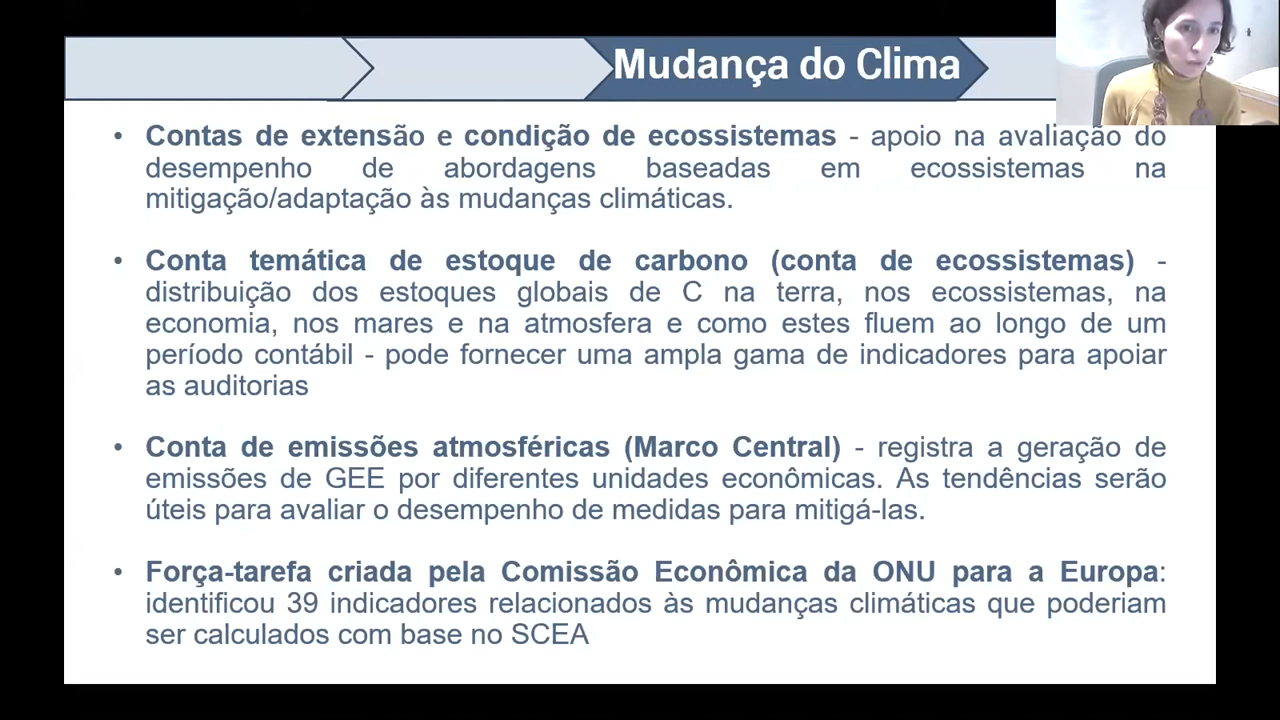 Mudança do Clima
• Contas de extensão e condição de ecossistemas - apoio na avaliação do
desempenho de abordagens baseadas em ecossistemas na
mitigação/adaptação às mudanças climáticas.
• Conta temática de estoque de carbono (conta de ecossistemas) -
distribuição dos estoques globais de C na terra, nos ecossistemas, na
economia, nos mares e na atmosfera e como estes fluem ao longo de um
período contábil - pode fornecer uma ampla gama de indicadores para apoiar
as auditorias
• Conta de emissões atmosféricas (Marco Central) - registra a geração de
emissões de GEE por diferentes unidades econômicas. As tendências serão
úteis para avaliar o desempenho de medidas para mitigá-las.
• Força-tarefa criada pela Comissão Econômica da ONU para a Europa:
identificou 39 indicadores relacionados às mudanças climáticas que poderiam
ser calculados com base no SCEA